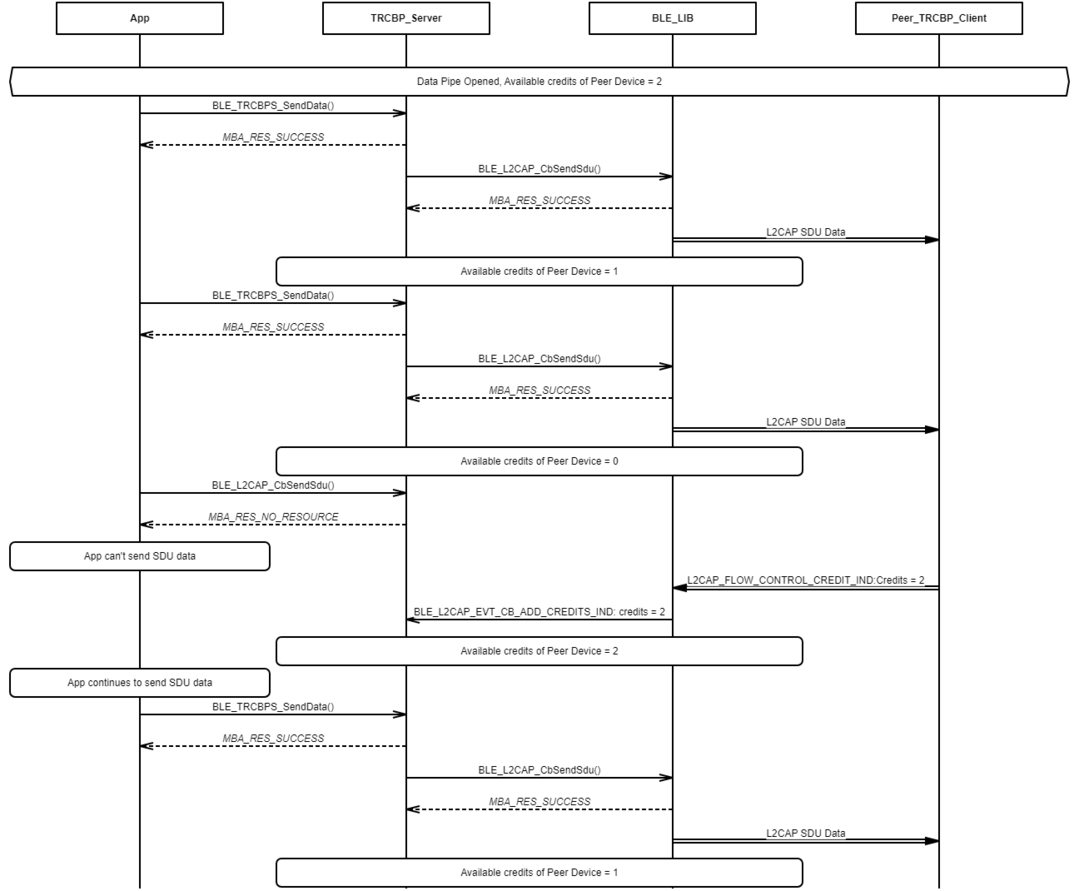 App
TRCBP_Server
BLE_LIB
Peer_TRCBP_Client
Data Pipe Opened, Available credits of Peer Device = 2
BLE_TRCBPS_SendData()
MBA_RES_SUCCESS
BLE_L2CAP_CbSendSdu()
MBA_RES_SUCCESS
L2CAP SDU Data
Available credits of Peer Device = 1
BLE_TRCBPS_SendData()
MBA_RES_SUCCESS
BLE_L2CAP_CbSendSdu()
MBA_RES_SUCCESS
L2CAP SDU Data
Available credits of Peer Device = 0
BLE_L2CAP_CbSendSdu()
MBA_RES_NO_RESOURCE
App can't send SDU data
L2CAP_FLOW_CONTROL_CREDIT_IND:Credits = 2
BLE_L2CAP_EVT_CB_ADD_CREDITS_IND: credits = 2
Available credits of Peer Device = 2
App continues to send SDU data
BLE_TRCBPS_SendData()
MBA_RES_SUCCESS
BLE_L2CAP_CbSendSdu()
MBA_RES_SUCCESS
L2CAP SDU Data
Available credits of Peer Device = 1